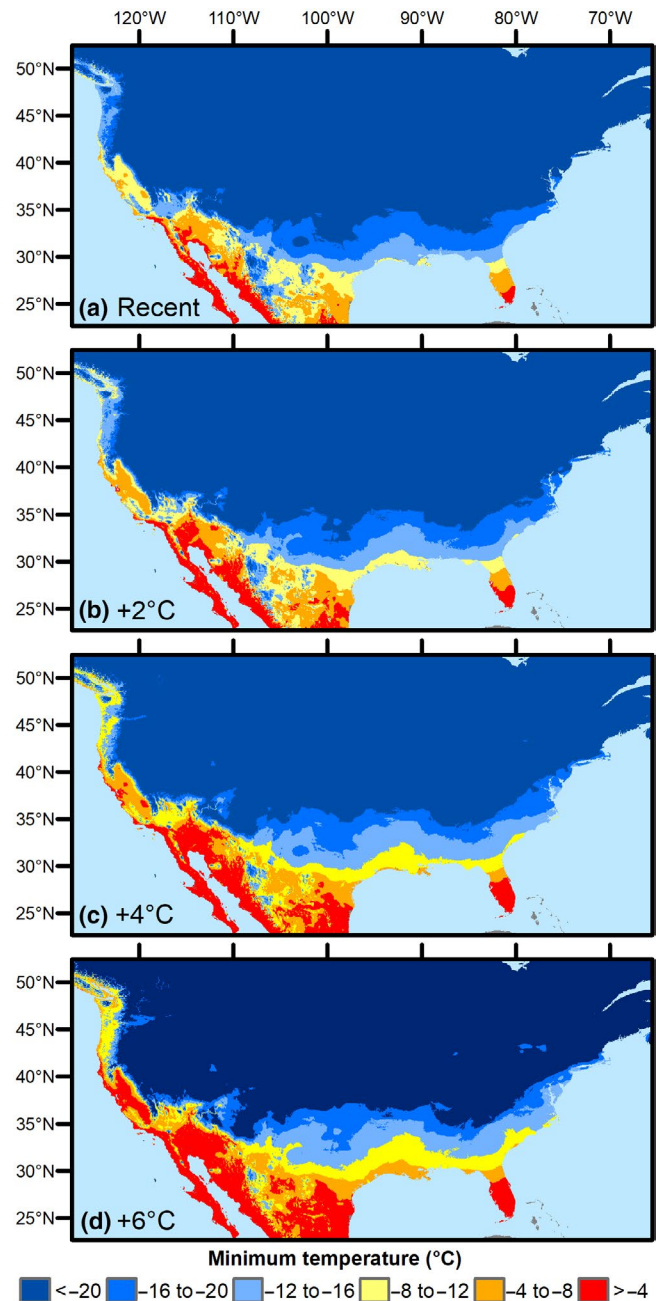 120°W 110°W 100°W 90°W 80°W 70°W
50°N
45°N
40°N
35°N
30°N
25°N
(a) Recent
50°N
45°N
40°N
35°N
30°N
25°N
(b) +2°C
50°N
45°N
40°N
35°N
30°N
25°N
(c) +4°C
50°N
45°N
40°N
35°N
30°N
25°N
(d) +6°C
Minimum temperature (°C)
<−20 −16 to−20 −12 to−16 −8 to−12 −4 to−8 >−4